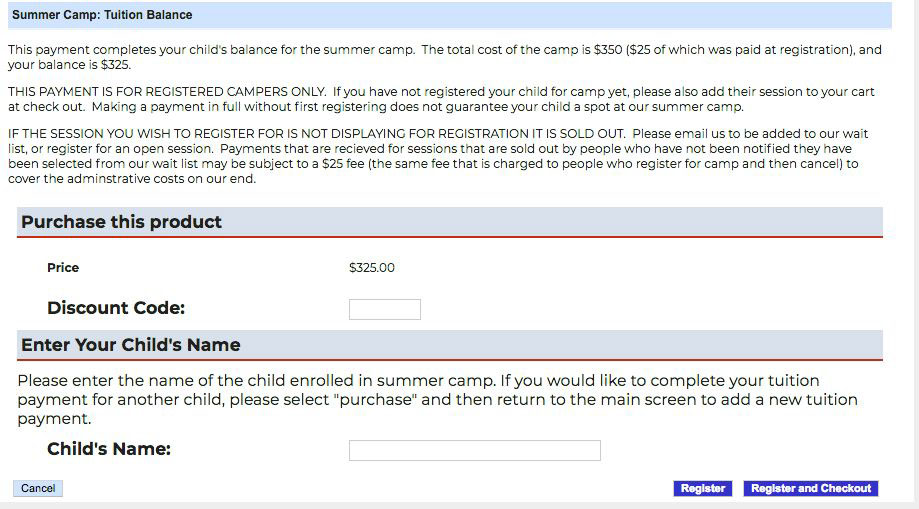 Summer Camp: Tuition Balance
This payment completes your child's balance for the summer camp. The total cost of the camp is $350 ($25 of which was paid at registration), and
your balance is $325.
THIS PAYMENT IS FOR REGISTERED CAMPERS ONLY. If you have not registered your child for camp yet, please also add their session to your cart
at check out. Making a payment in full without first registering does not guarantee your child a spot at our summer camp.
IF THE SESSION YOU WISH TO REGISTER FOR IS NOT DISPLAYING FOR REGISTRATION IT IS SOLD OUT. Please email us to be added to our wait
list, or register for an open session. Payments that are recieved for sessions that are sold out by people who have not been notified they have
been selected from our wait list may be subject to a $25 fee (the same fee that is charged to people who register for camp and then cancel) to
cover the adminstrative costs on our end.
Purchase this product
Price $325.00
Discount Code:
Enter Your Child's Name
Please enter the name of the child enrolled in summer camp. If you would like to complete your tuition
payment for another child, please select "purchase" and then return to the main screen to add a new tuition
payment.
Child's Name:
Cancel Register Register and Checkout